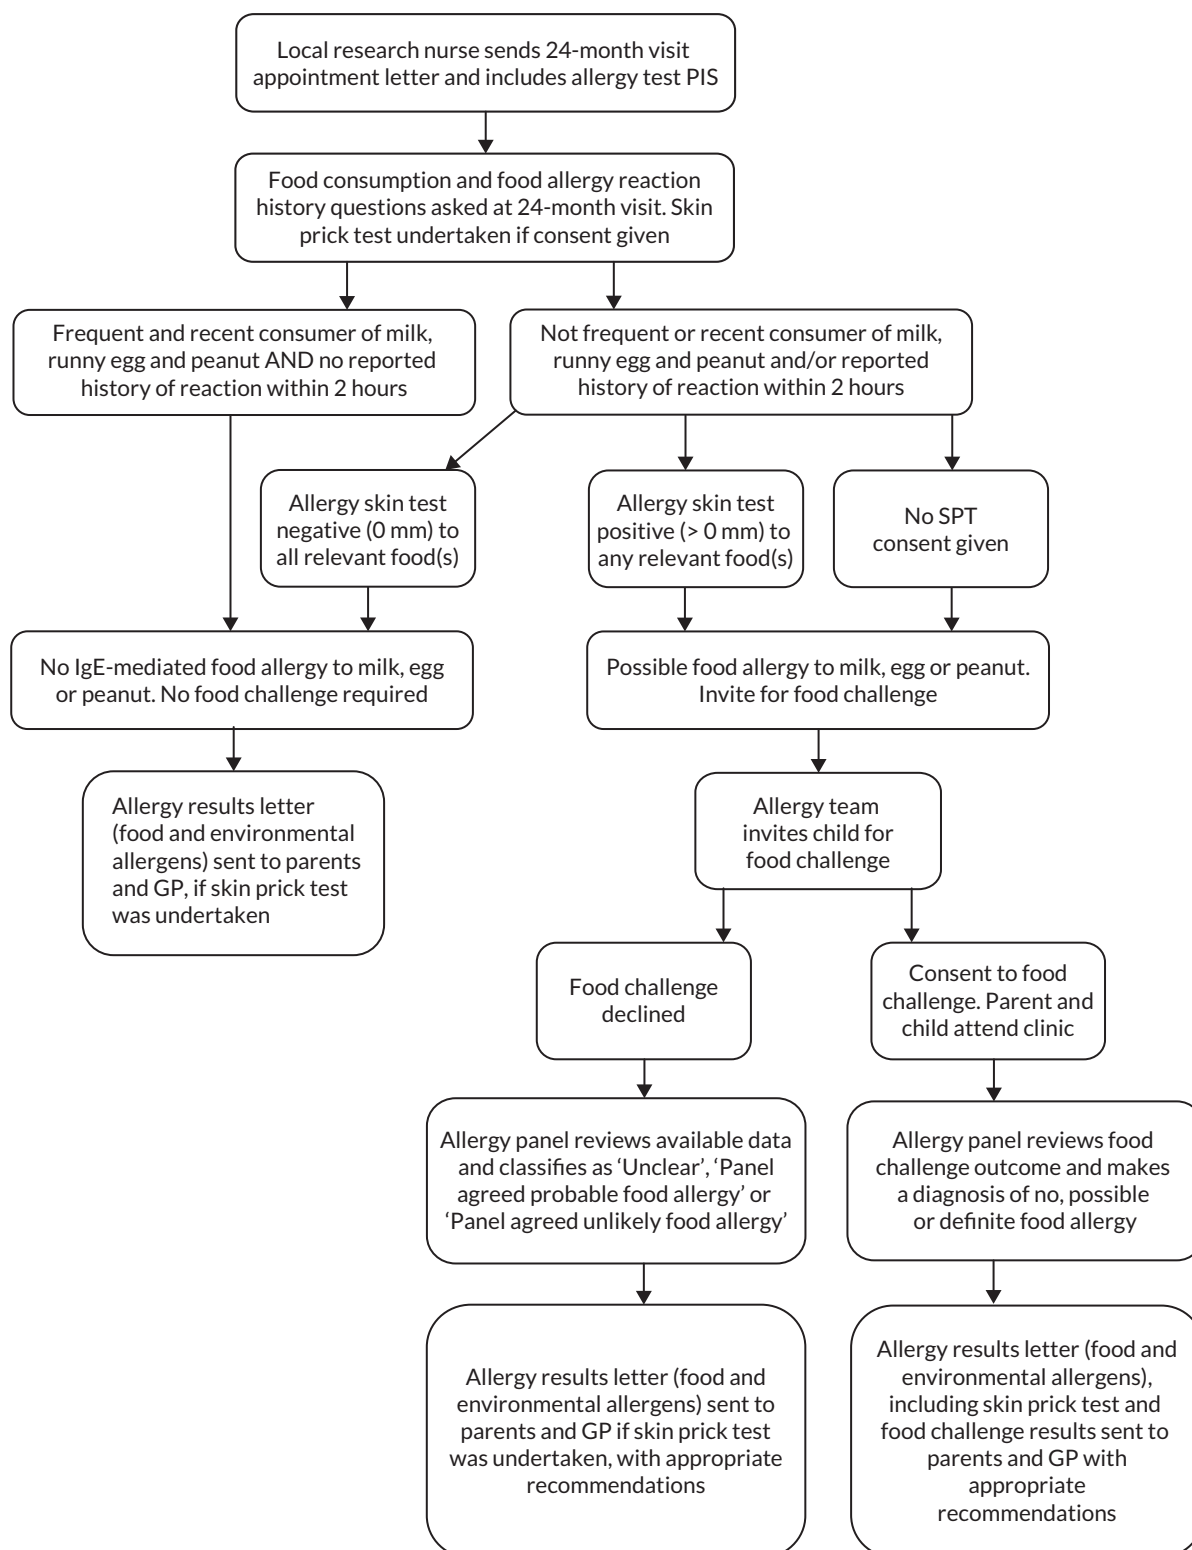 Local research nurse sends 24-month visit
appointment letter and includes allergy test PIS
Food consumption and food allergy reaction
history questions asked at 24-month visit. Skin
prick test undertaken if consent given
Frequent and recent consumer of milk,
runny egg and peanut AND no reported
history of reaction within 2 hours
Not frequent or recent consumer of milk,
runny egg and peanut and/or reported
history of reaction within 2 hours
Allergy skin test
negative (0 mm) to
all relevant food(s)
Allergy skin test
positive (> 0 mm) to
any relevant food(s)
No SPT
consent given
No IgE-mediated food allergy to milk, egg
or peanut. No food challenge required
Possible food allergy to milk, egg or peanut.
Invite for food challenge
Allergy results letter
(food and environmental
allergens) sent to parents
and GP, if skin prick test
was undertaken
Allergy team
invites child for
food challenge
Food challenge
declined
Consent to food
challenge. Parent and
child attend clinic
Allergy panel reviews available data
and classifies as ‘Unclear’, ‘Panel
agreed probable food allergy’ or
‘Panel agreed unlikely food allergy’
Allergy panel reviews food
challenge outcome and makes
a diagnosis of no, possible
or definite food allergy
Allergy results letter (food and
environmental allergens) sent to
parents and GP if skin prick test
was undertaken, with appropriate
recommendations
Allergy results letter (food and
environmental allergens),
including skin prick test and
food challenge results sent to
parents and GP with
appropriate
recommendations